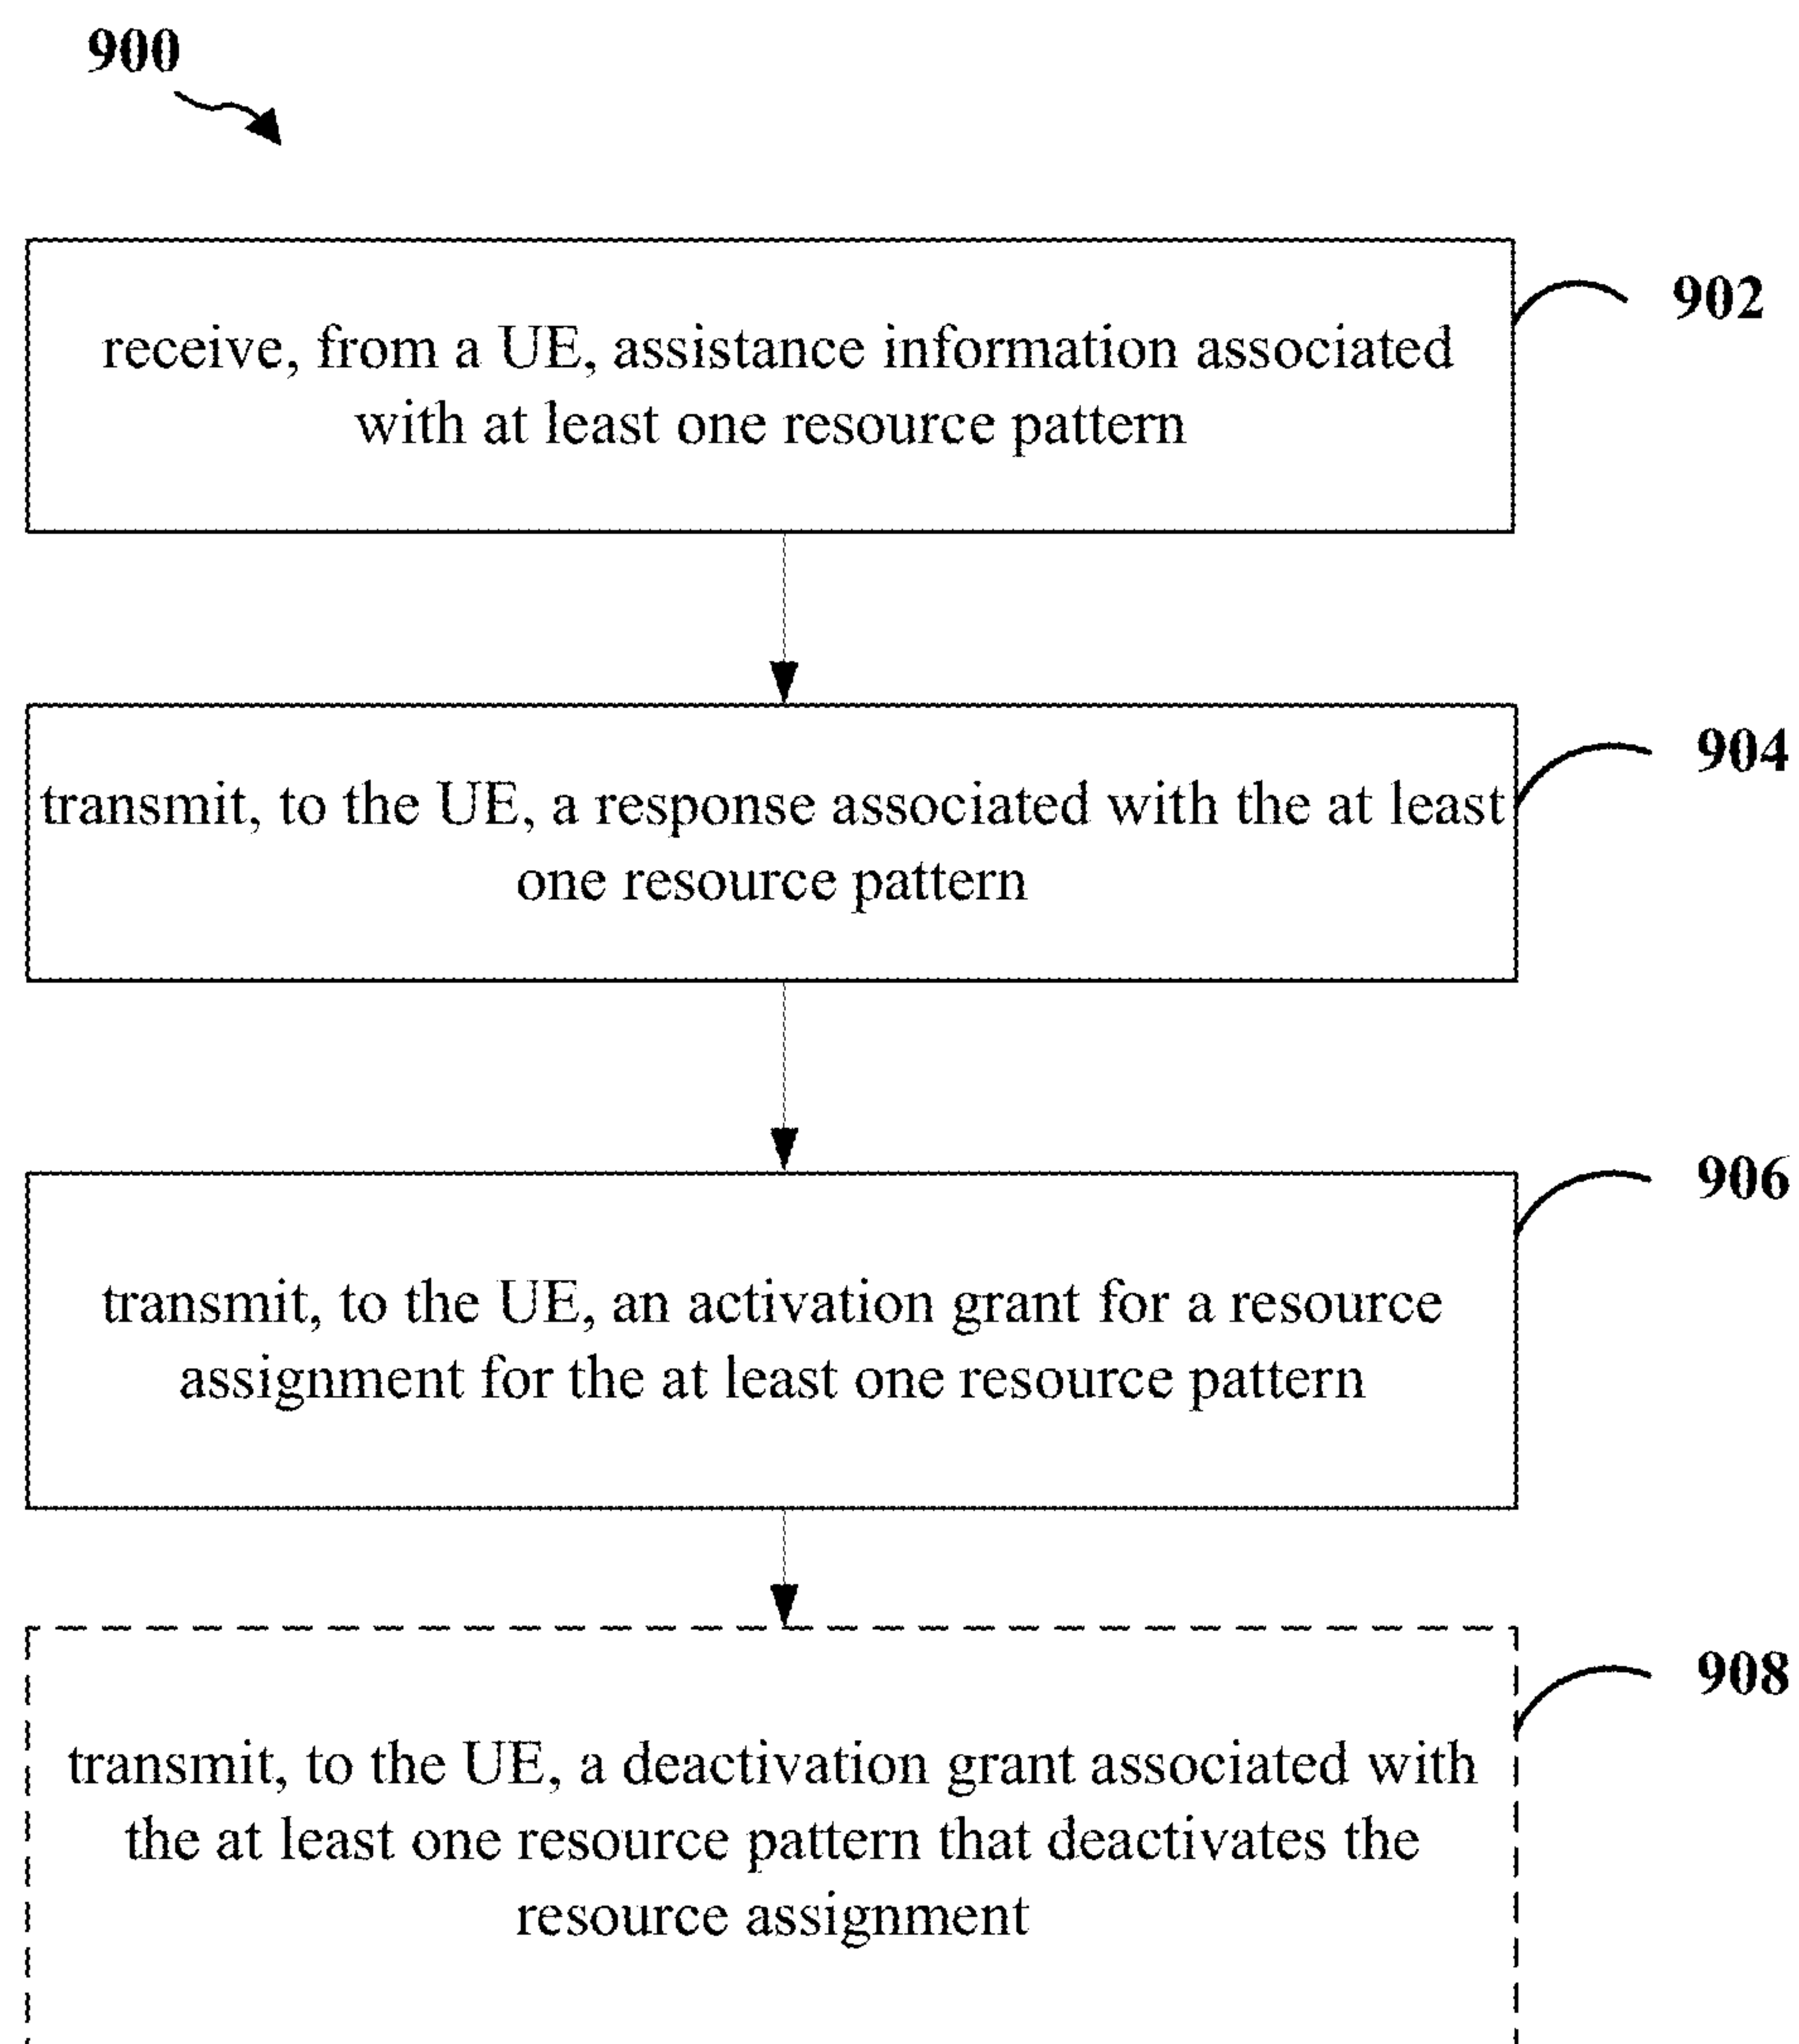 900
receive, from a UE, assistance information associated
with at least one resource pattern
902
transmit, to the UE, a response associated with the at least
one resource pattern
904
transmit, to the UE, an activation grant for a resource
assignment for the at least one resource pattern
906
transmit, to the UE, a deactivation grant associated with
the at least one resource pattern that deactivates the
resource assignment
908